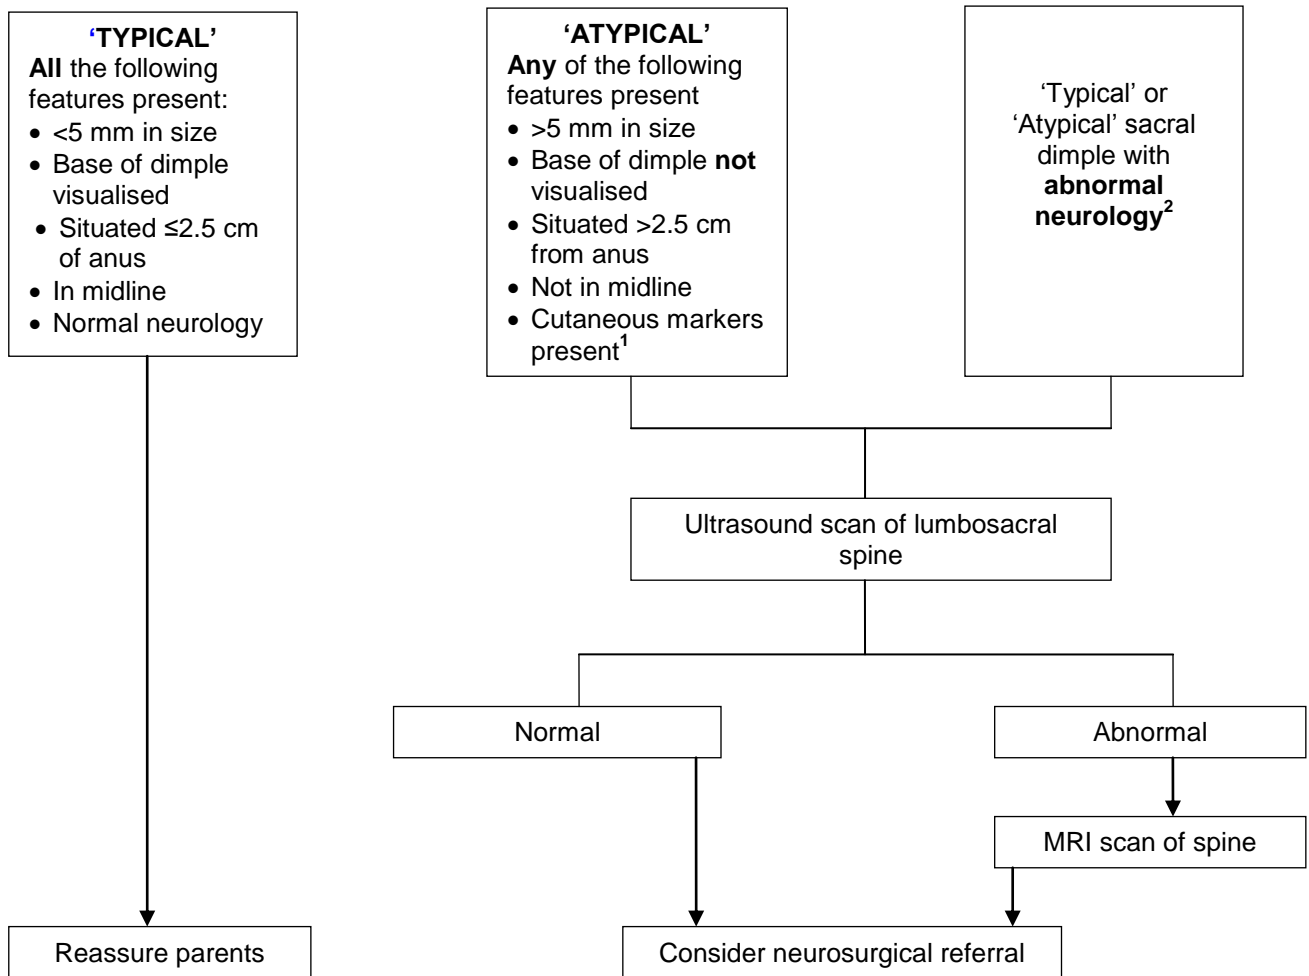 ‘TYPICAL’
All the following
features present:
• <5 mm in size
• Base of dimple
visualised
• Situated ≤2.5 cm
of anus
• In midline
• Normal neurology
‘ATYPICAL’
Any of the following
features present
• >5 mm in size
• Base of dimple not
visualised
• Situated >2.5 cm
from anus
• Not in midline
• Cutaneous markers
present1
‘Typical’ or
‘Atypical’ sacral
dimple with
abnormal
neurology2
Ultrasound scan of lumbosacral
spine
Normal
Abnormal
MRI scan of spine
Reassure parents
Consider neurosurgical referral